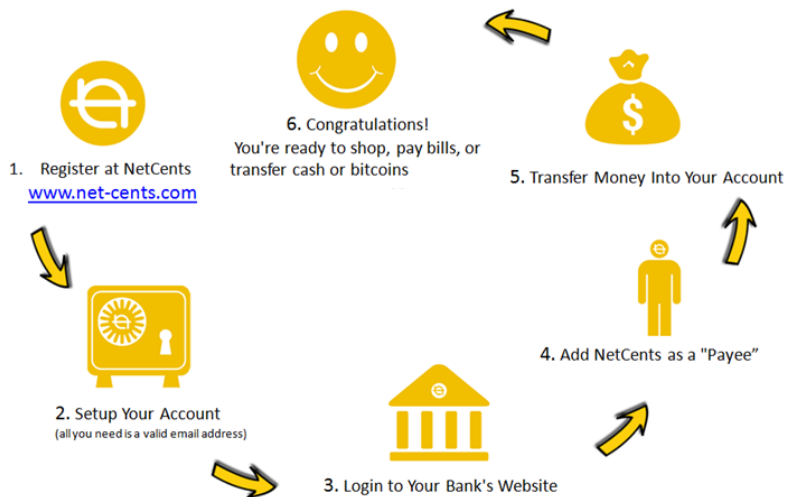 1. Register at NetCents
www.net-cents.com
2. Setup Your Account
(all you need is a valid email address)
3. Login to Your Bank's Website
4. Add NetCents as a "Payee”
5. Transfer Money Into Your Account
$
6. Congratulations!
You're ready to shop, pay bills, or
transfer cash or bitcoins